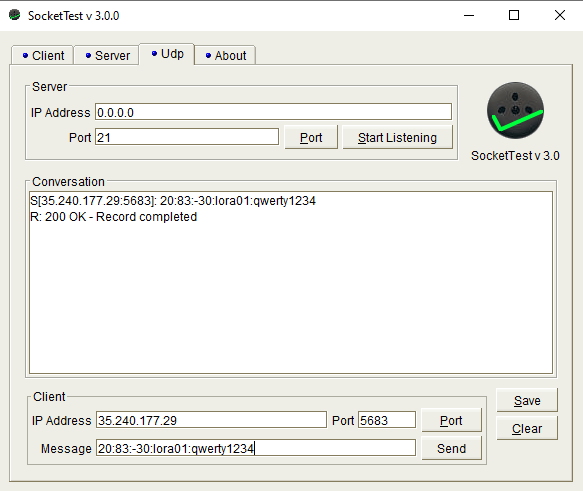 SocketTest v 3.0.0
Client
Server
Udp
About
Server
IP Address 0.0.0.0
Port 21 Port Start Listening
SocketTest v 3.0
Conversation
S[35.240.177.29:5683]: 20:83:-30:lora01:qwerty1234
R: 200 OK - Record completed
Client
IP Address 35.240.177.29 Port 5683 Port
Message 20:83:-30:lora01:qwerty1234 Send
Save
Clear